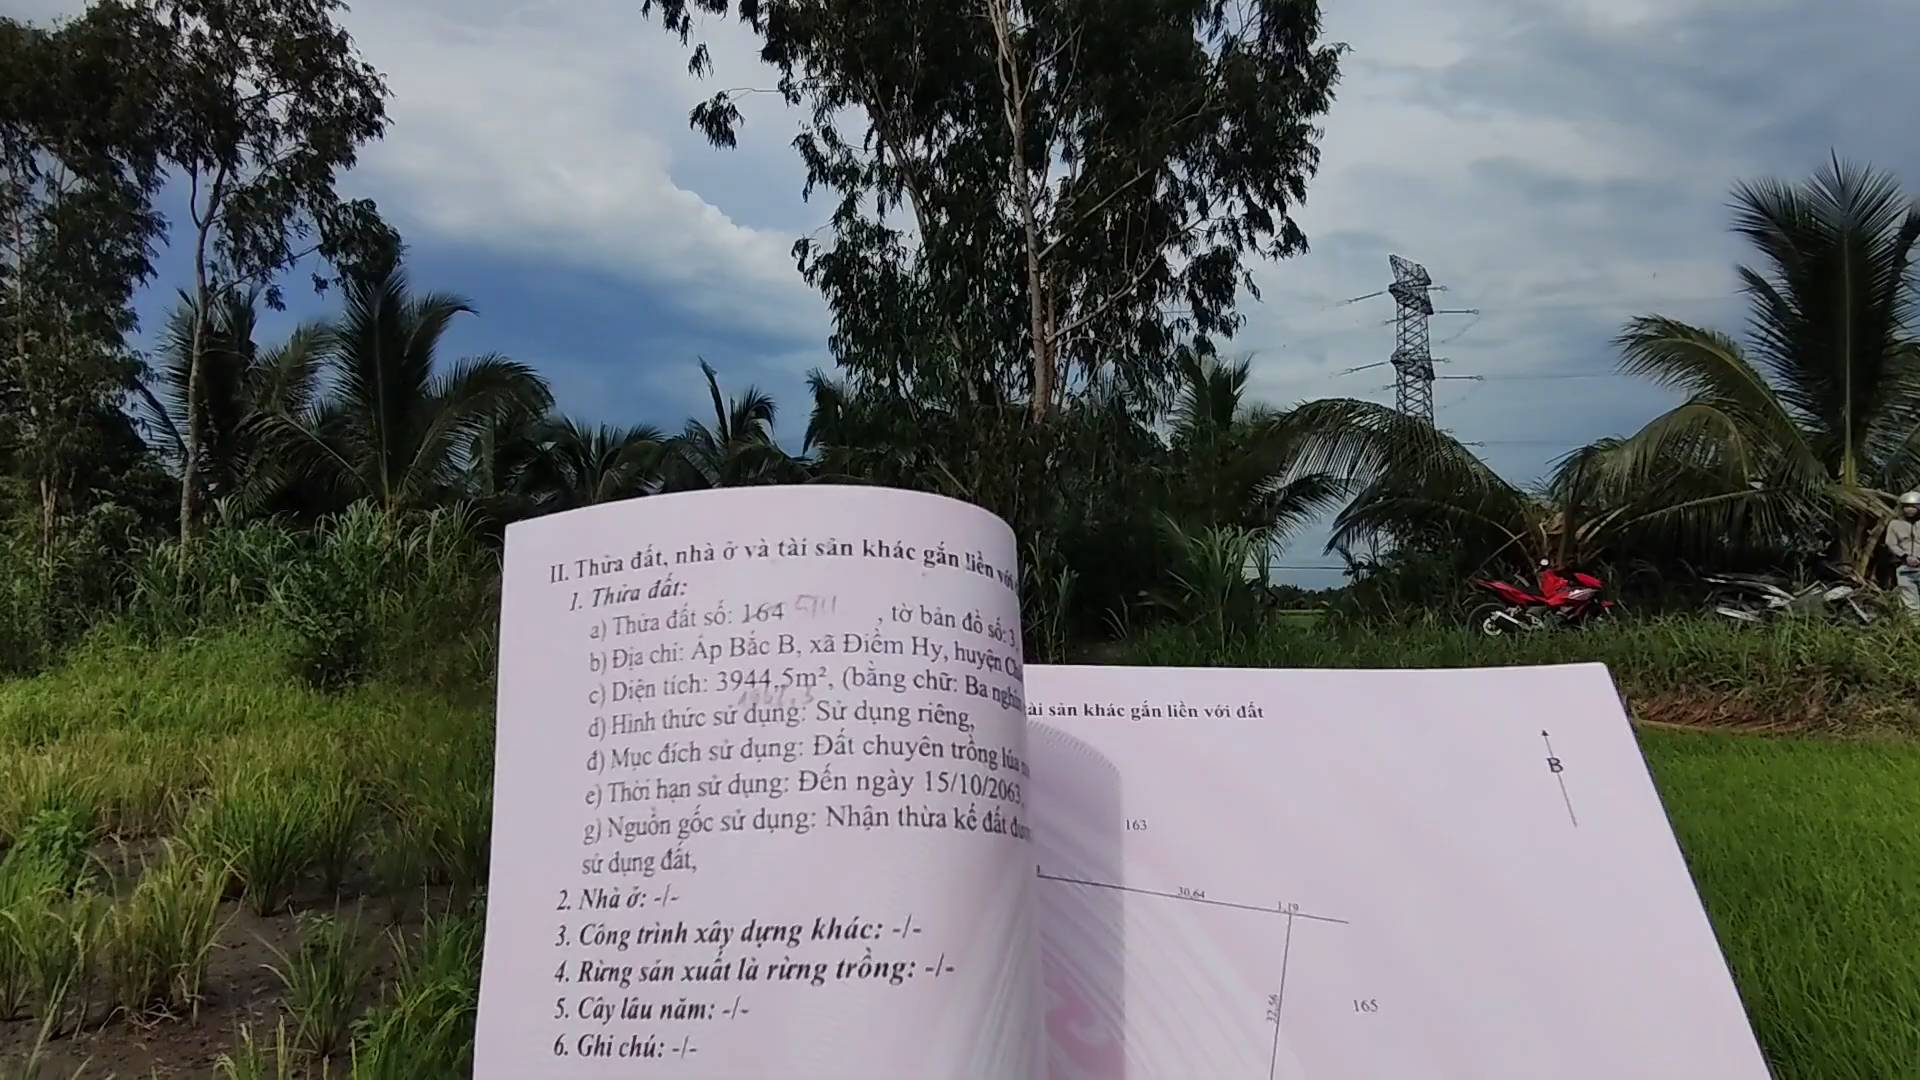 II. Thửa đất, nhà ở và tài sản khác gắn liền với
1. Thửa đất:
a) Thửa đất số: 164 , tờ bản đồ số: 3
b) Địa chỉ: Ấp Bắc B, xã Điềm Hy, huyện
c) Diện tích: 3944,5m², (bằng chữ: Ba nghìn
d) Hình thức sử dụng: Sử dụng riêng,
đ) Mục đích sử dụng: Đất chuyên trồng lúa
e) Thời hạn sử dụng: Đến ngày 15/10/2063,
g) Nguồn gốc sử dụng: Nhận thừa kế đất
sử dụng đất,
2. Nhà ở: -/-
3. Công trình xây dựng khác: -/-
4. Rừng sản xuất là rừng trồng: -/-
5. Cây lâu năm: -/-
6. Ghi chú: -/-
tài sản khác gắn liền với đất
B
163
30,64
1,19
32,56
165